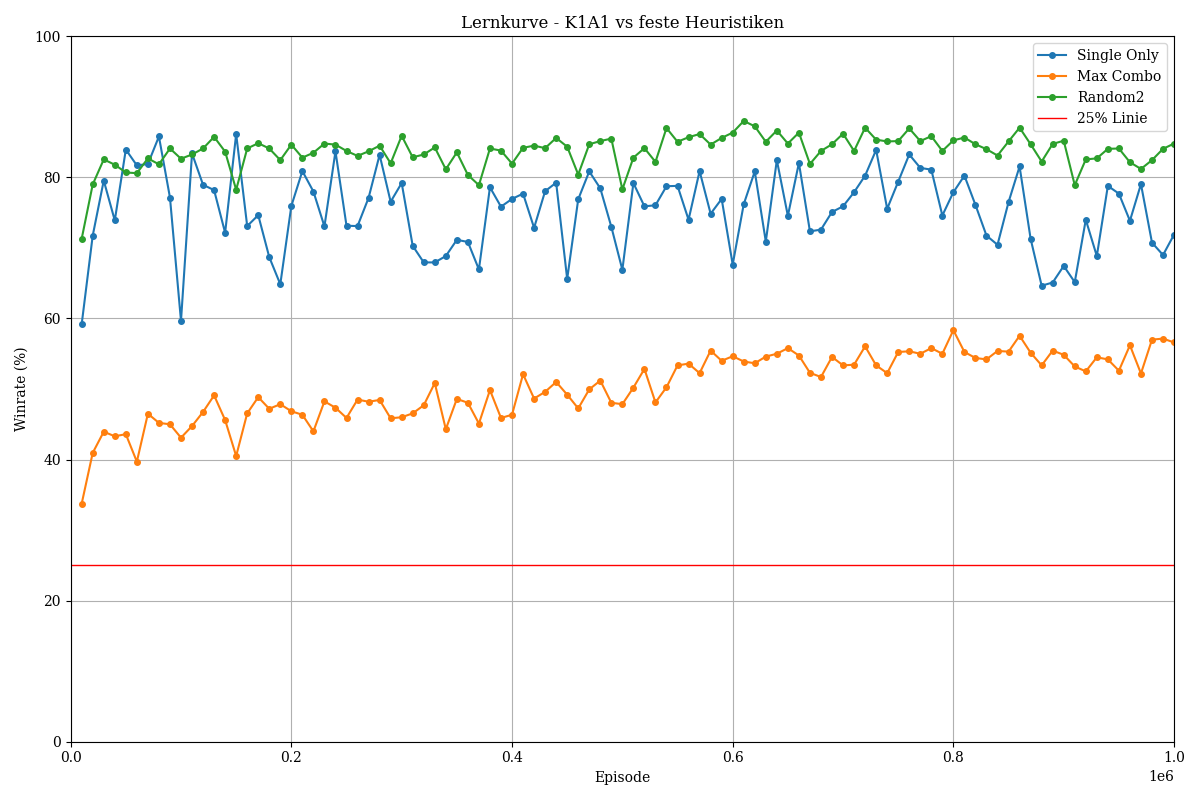 Lernkurve - K1A1 vs feste Heuristiken
Single Only
Max Combo
Random2
25% Linie
Winrate (%)
100
80
60
40
20
0
0.0 0.2 0.4 0.6 0.8 1.0
1e6
Episode